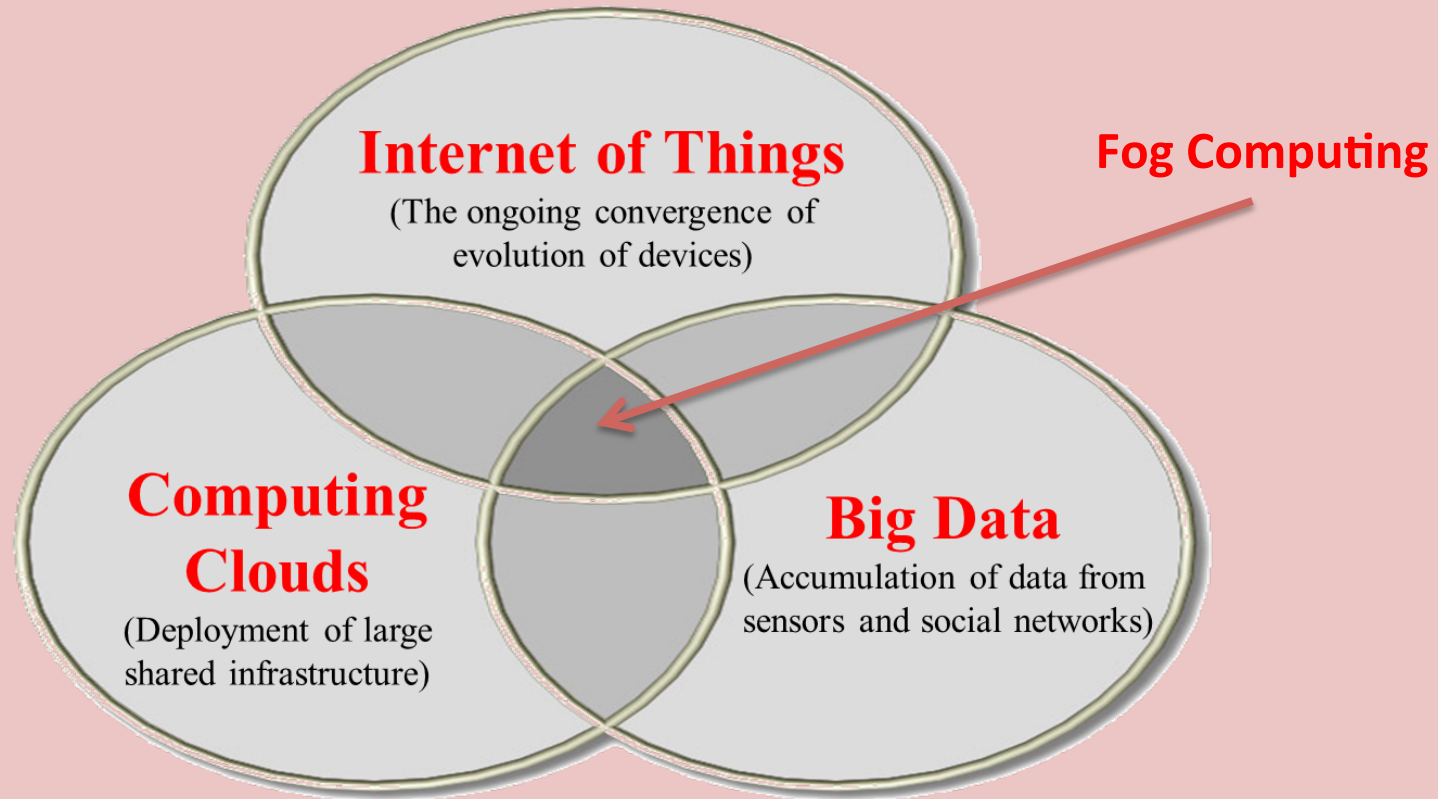 Internet of Things
(The ongoing convergence of
evolution of devices)
Fog Computing
Computing
Clouds
(Deployment of large
shared infrastructure)
Big Data
(Accumulation of data from
sensors and social networks)